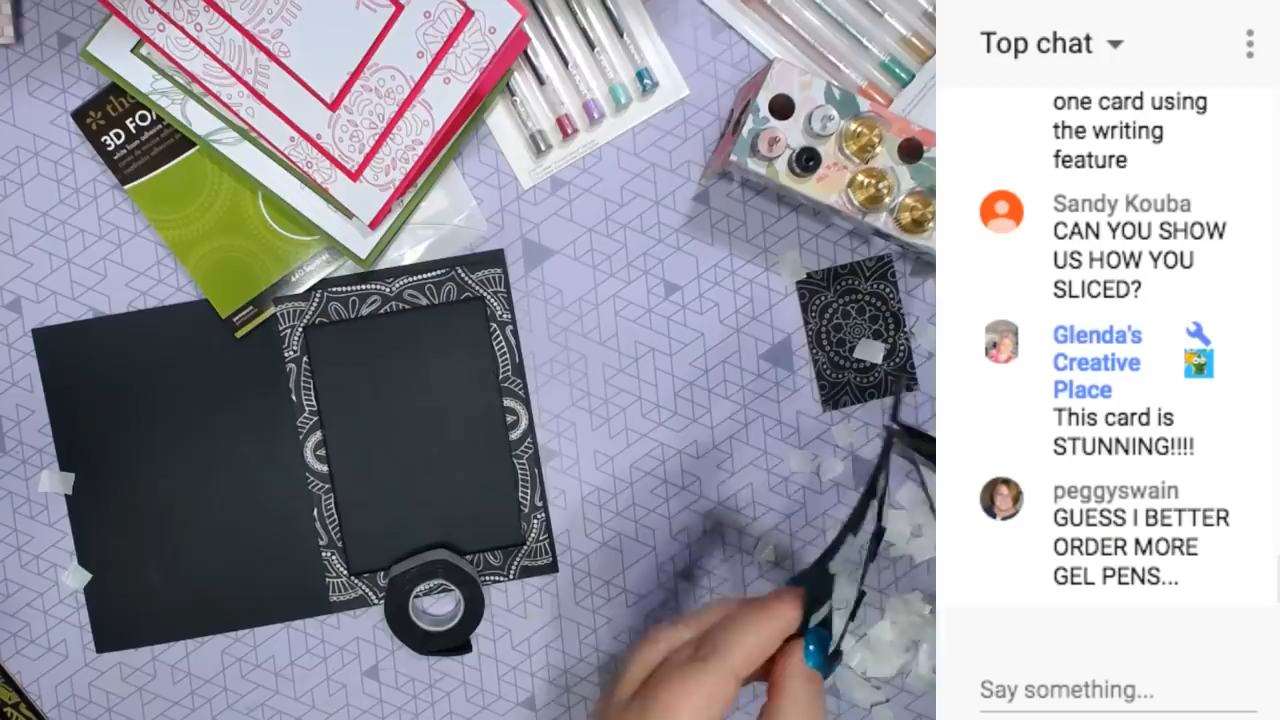 Top chat
one card using
the writing
feature
Sandy Kouba
CAN YOU SHOW
US HOW YOU
SLICED?
Glenda's
Creative
Place
This card is
STUNNING!!!!
peggyswain
GUESS I BETTER
ORDER MORE
GEL PENS...
Say something...
the
3D FOA